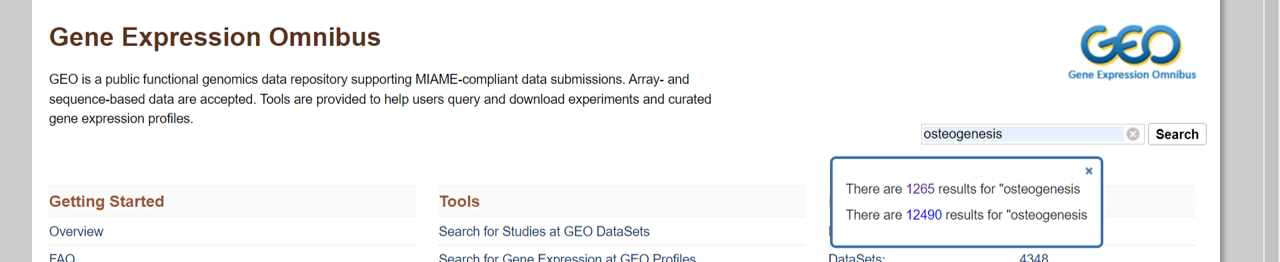 Gene Expression Omnibus
GEO
Gene Expression Omnibus
GEO is a public functional genomics data repository supporting MIAME-compliant data submissions. Array- and
sequence-based data are accepted. Tools are provided to help users query and download experiments and curated
gene expression profiles.
osteogenesis
Search
There are 1265 results for "osteogenesis
There are 12490 results for "osteogenesis
Getting Started
Tools
Overview
Search for Studies at GEO DataSets
FAQ
Search for Gene Expression at GEO Profiles
DataSets: 4348